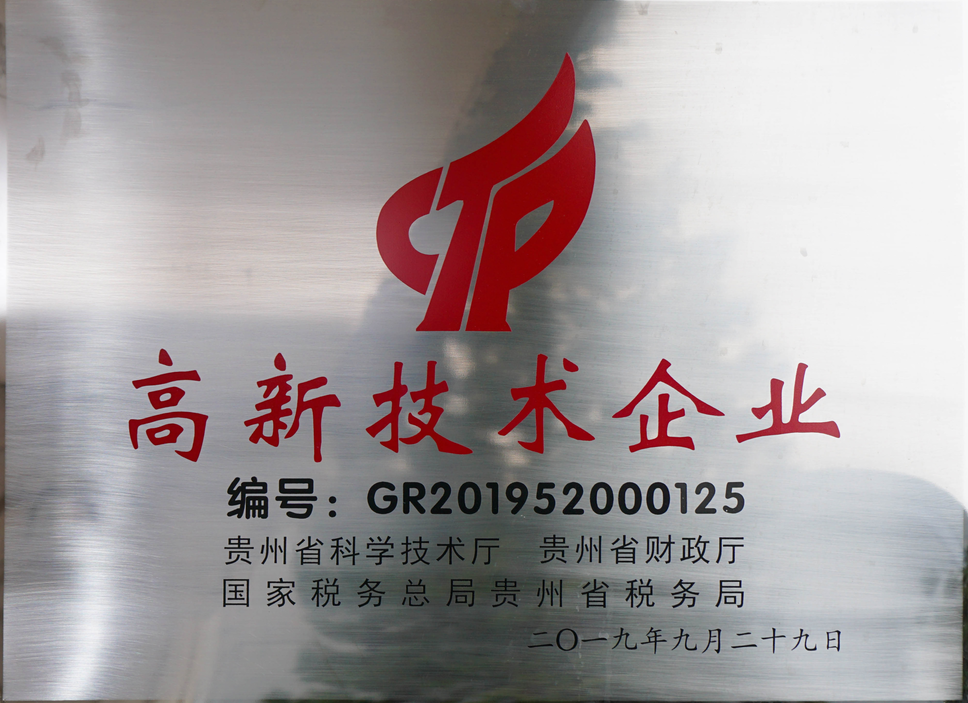 高新技术企业
编号：GR201952000125
贵州省科学技术厅 贵州省财政厅
国家税务总局贵州省税务局
二〇一九年九月二十九日